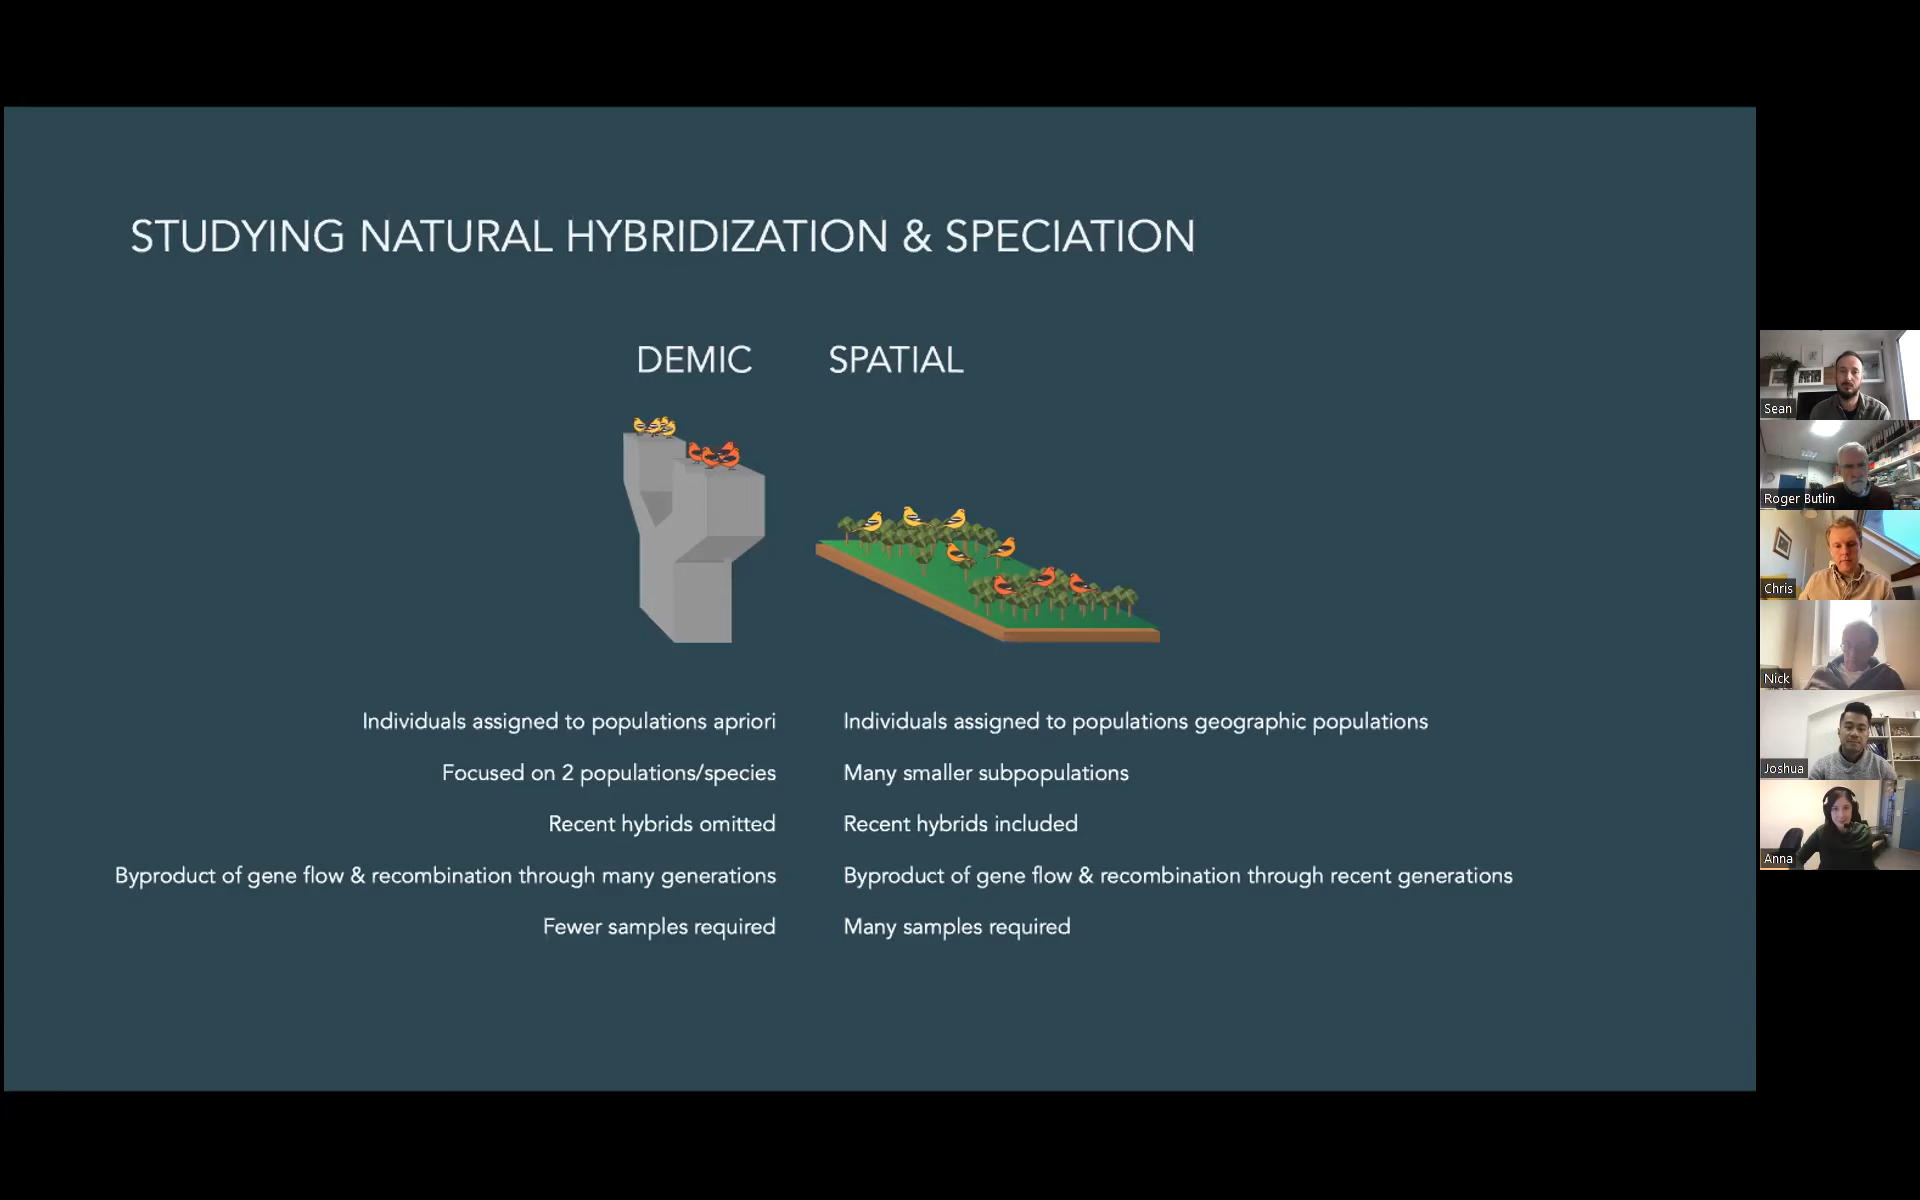 STUDYING NATURAL HYBRIDIZATION & SPECIATION
DEMIC
SPATIAL
Individuals assigned to populations apriori
Individuals assigned to populations geographic populations
Focused on 2 populations/species
Many smaller subpopulations
Recent hybrids omitted
Recent hybrids included
Byproduct of gene flow & recombination through many generations
Byproduct of gene flow & recombination through recent generations
Fewer samples required
Many samples required
Sean
Roger Butlin
Chris
Nick
Joshua
Anna